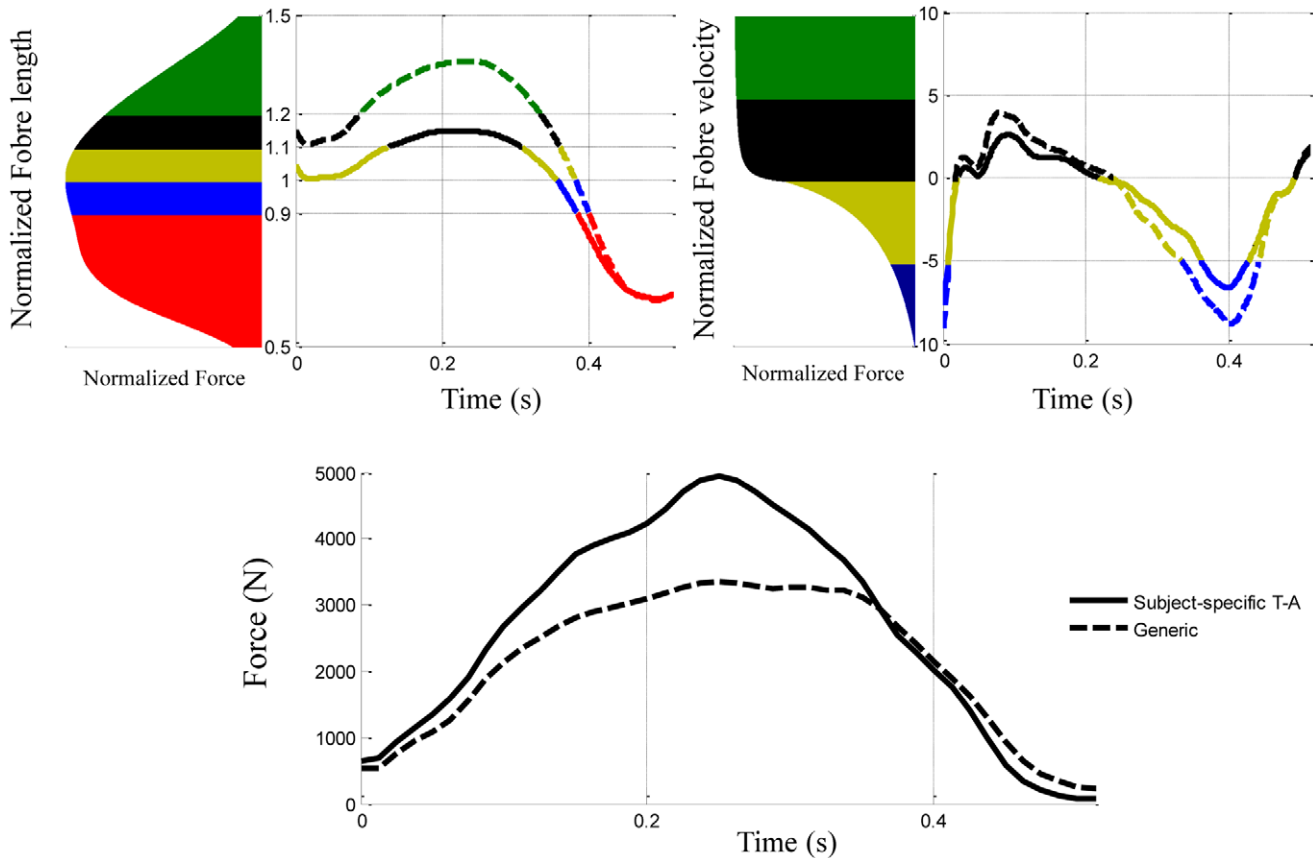 Normalized Fobre length
1.5
1.2
1.1
1
0.9
0.5
0
0.2
0.4
Normalized Force
Time (s)
Normalized Fobre velocity
10
5
0
-5
10
0
0.2
0.4
Normalized Force
Time (s)
Force (N)
5000
4000
3000
2000
1000
0
0
0.2
0.4
Time (s)
Subject-specific T-A
Generic